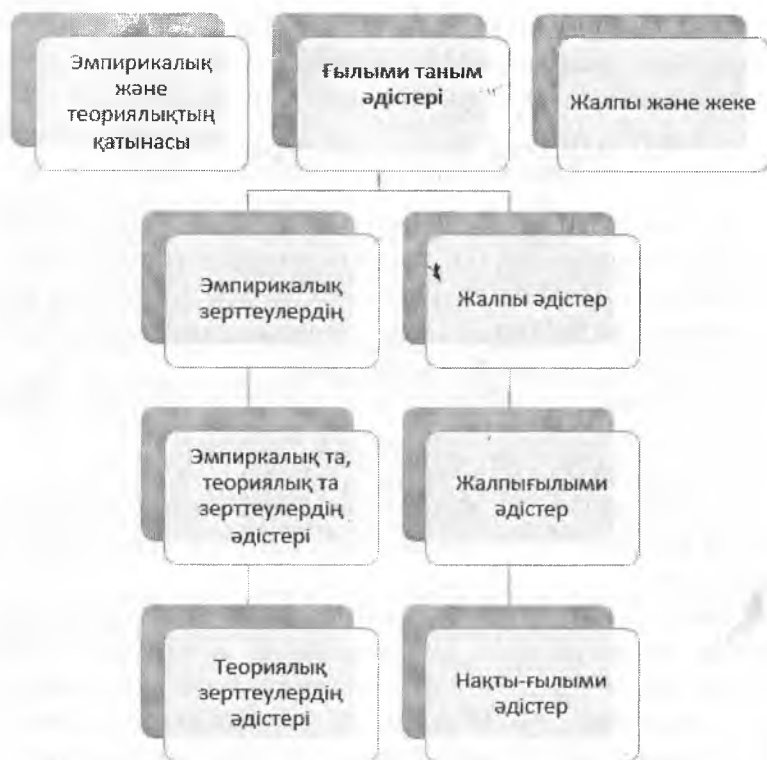 Эмпирикалық
және
теориялықтың
қатынасы
Ғылыми таным
әдістері
Жалпы және жеке
Эмпирикалық
зерттеулердің
Жалпы әдістер
Эмпиркалық та,
теориялық та
зерттеулердің
әдістері
Жалпығылыми
әдістер
Теориялық
зерттеулердің
әдістері
Нақты-ғылыми
әдістер